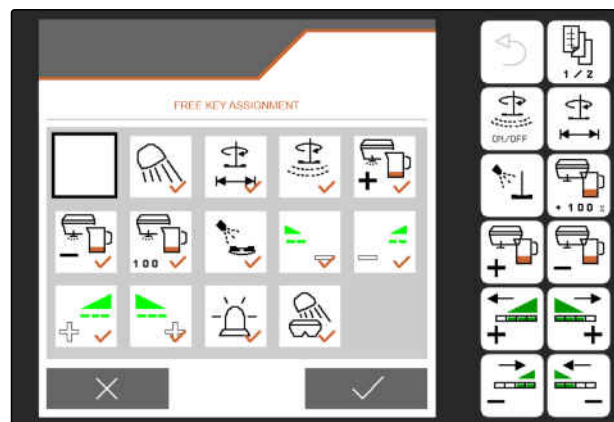 FREE KEY ASSIGNMENT
1 / 2
ON/OFF
+ 100 %
100